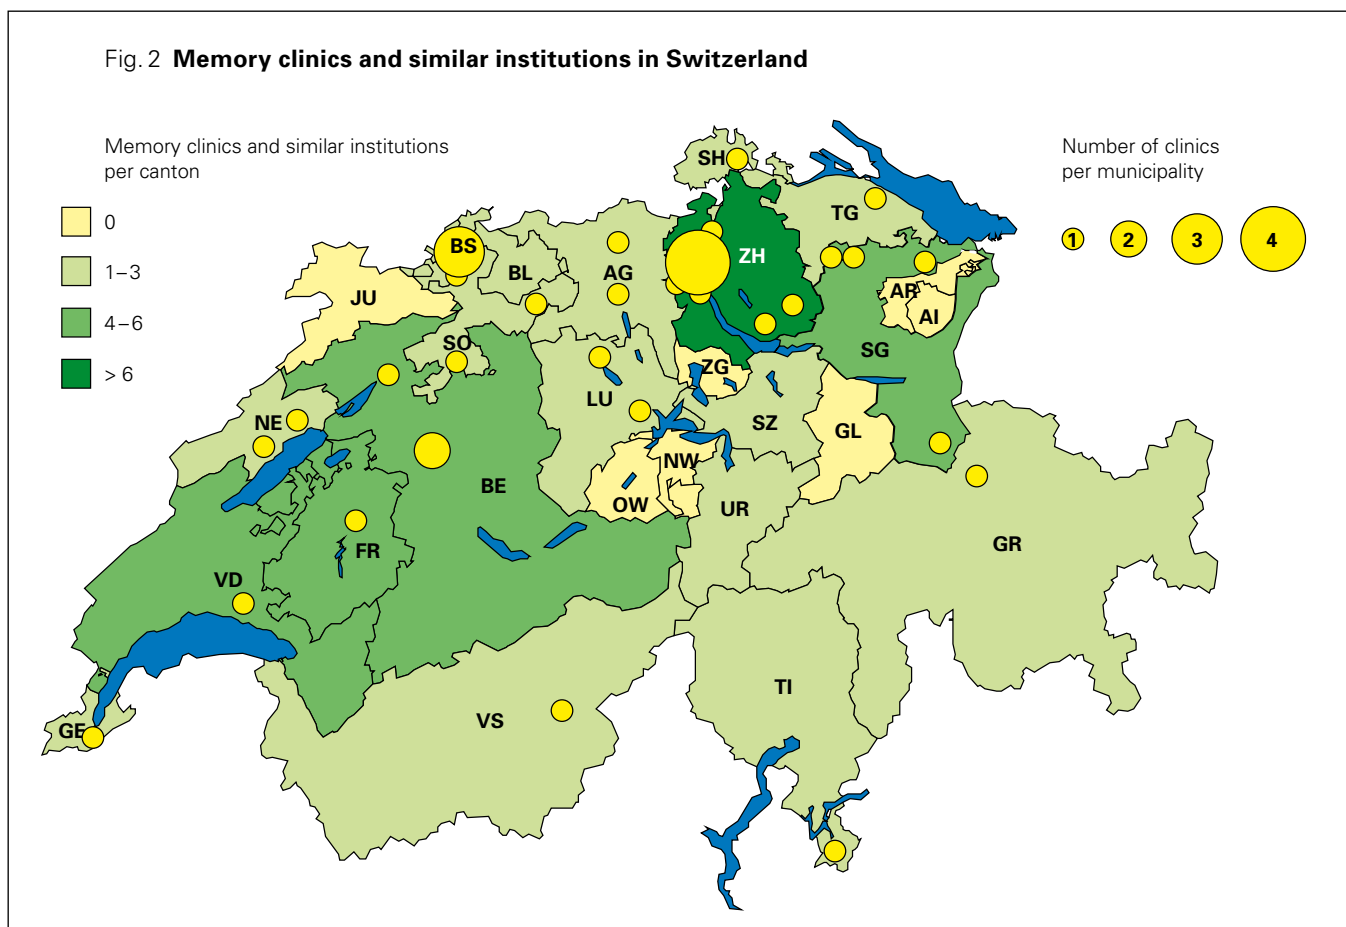 Fig. 2 Memory clinics and similar institutions in Switzerland
Memory clinics and similar institutions
per canton
0
1–3
4–6
> 6
Number of clinics
per municipality
1 2 3 4
SH
TG
BS
BL
AG
ZH
JU
AR
AI
SO
SG
ZG
LU
SZ
NE
GL
NW
BE
OW
UR
FR
GR
VD
TI
VS
GE